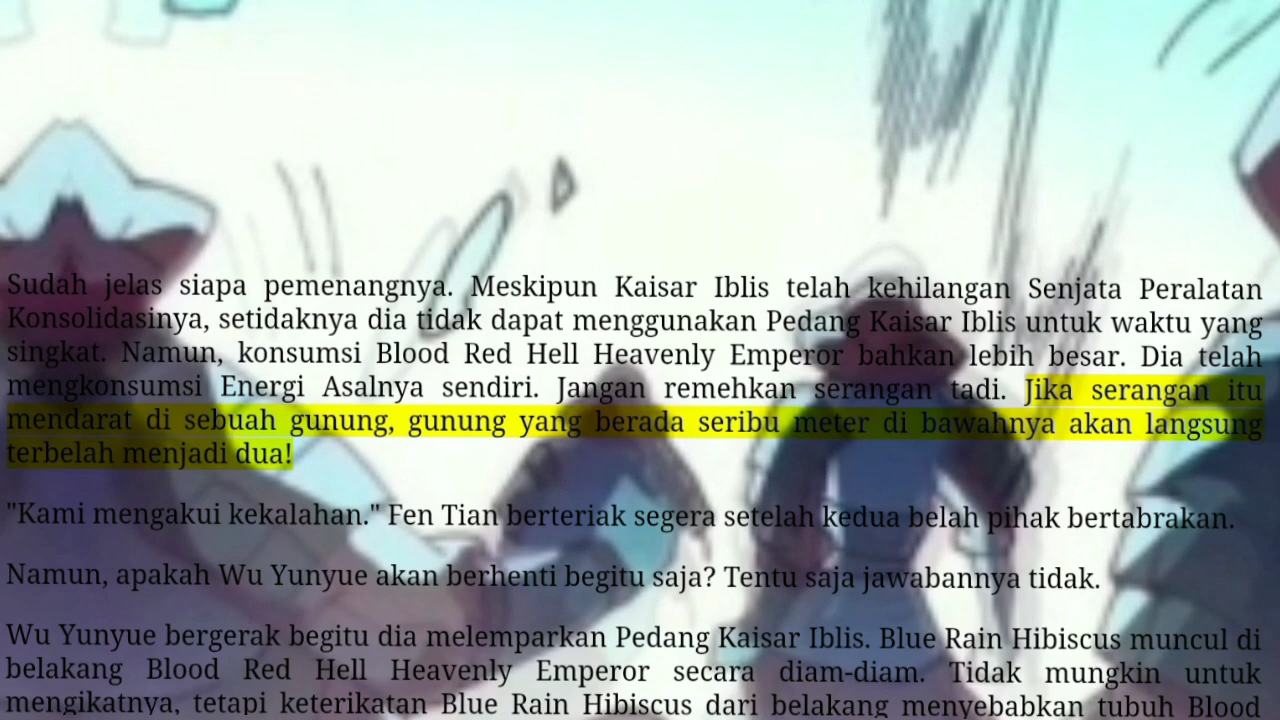 Sudah jelas siapa pemenangnya. Meskipun Kaisar Iblis telah kehilangan Senjata Peralatan
Konsolidasinya, setidaknya dia tidak dapat menggunakan Pedang Kaisar Iblis untuk waktu yang
singkat. Namun, konsumsi Blood Red Hell Heavenly Emperor bahkan lebih besar. Dia telah
mengkonsumsi Energi Asalnya sendiri. Jangan remehkan serangan tadi. Jika serangan itu
mendarat di sebuah gunung, gunung yang berada seribu meter di bawahnya akan langsung
terbelah menjadi dua!
"Kami mengakui kekalahan." Fen Tian berteriak segera setelah kedua belah pihak bertabrakan.
Namun, apakah Wu Yunyue akan berhenti begitu saja? Tentu saja jawabannya tidak.
Wu Yunyue bergerak begitu dia melemparkan Pedang Kaisar Iblis. Blue Rain Hibiscus muncul di
belakang Blood Red Hell Heavenly Emperor secara diam-diam. Tidak mungkin untuk
mengikatnya, tetapi keterikatan Blue Rain Hibiscus dari belakang menyebabkan tubuh Blood